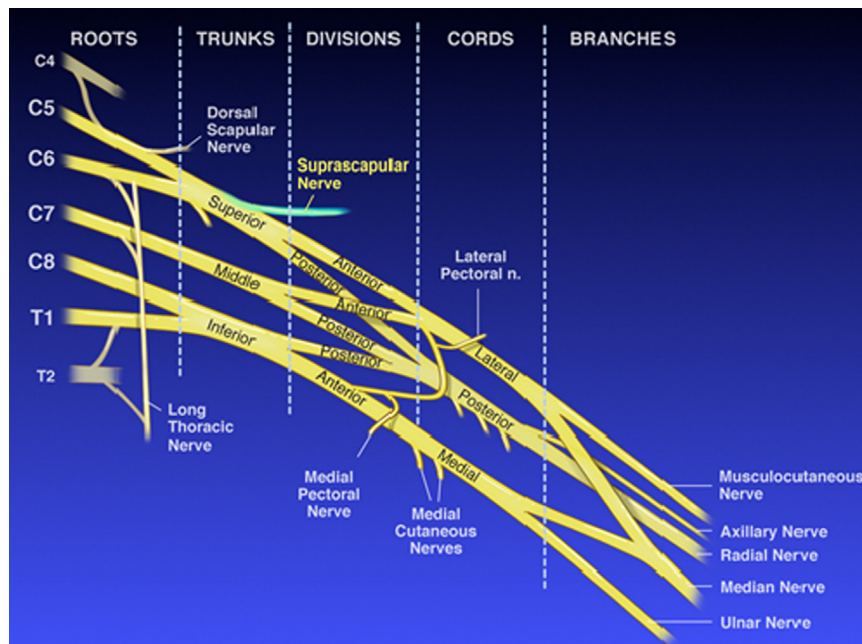 ROOTS
TRUNKS
DIVISIONS
CORDS
BRANCHES
C4
C5
C6
C7
C8
T1
T2
Dorsal
Scapular
Nerve
Suprascapular
Nerve
Superior
Middle
Inferior
Anterior
Posterior
Anterior
Posterior
Posterior
Anterior
Lateral
Pectoral n.
Lateral
Posterior
Medial
Long
Thoracic
Nerve
Medial
Pectoral
Nerve
Medial
Cutaneous
Nerves
Musculocutaneous
Nerve
Axillary Nerve
Radial Nerve
Median Nerve
Ulnar Nerve